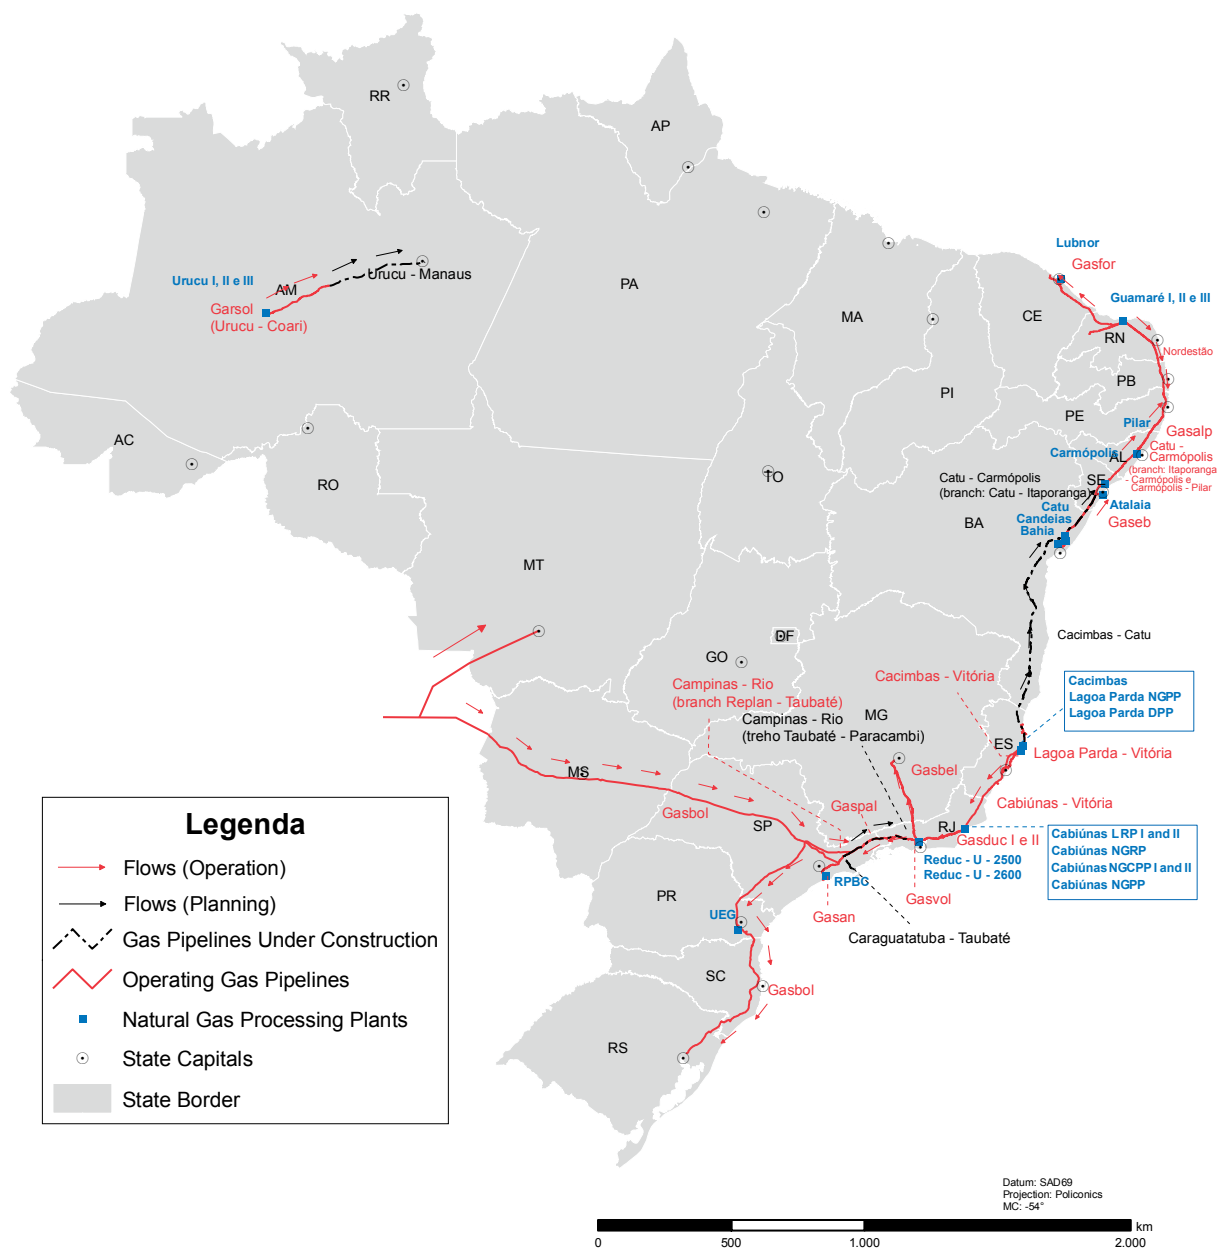 RR
AP
Urucu I, II e III
AM
Urucu - Manaus
Garsol
(Urucu - Coari)
PA
MA
Lubnor
Gasfor
CE
Guamaré I, II e III
RN
Nordestão
PB
PI
PE
Pilar
Gasalp
AL
Carmópolis
Catu -
Carmópolis
(branch: Itaporanga
- Carmópolis e
Carmópolis - Pilar
SE
Catu - Carmópolis
(branch: Catu - Itaporanga)
Atalaia
Gaseb
Catu
Candeias
Bahia
BA
AC
RO
TO
MT
DF
GO
Cacimbas - Catu
Campinas - Rio
(branch Replan - Taubaté)
Cacimbas - Vitória
Campinas - Rio
(treho Taubaté - Paracambi)
MG
Cacimbas
Lagoa Parda NGPP
Lagoa Parda DPP
ES
Lagoa Parda - Vitória
MS
Gasbel
Gasbol
Gaspal
Cabiúnas - Vitória
SP
RJ
Gasduc I e II
Cabiúnas LRP I and II
Cabiúnas NGRP
Cabiúnas NGCPP I and II
Cabiúnas NGPP
Reduc - U - 2500
Reduc - U - 2600
RPBC
PR
Gasan
Gasvol
UEG
Caraguatatuba - Taubaté
SC
Gasbol
RS
Legenda
Flows (Operation)
Flows (Planning)
Gas Pipelines Under Construction
Operating Gas Pipelines
Natural Gas Processing Plants
State Capitals
State Border
Datum: SAD69
Projection: Policonics
MC: -54°
km
0 500 1.000 2.000